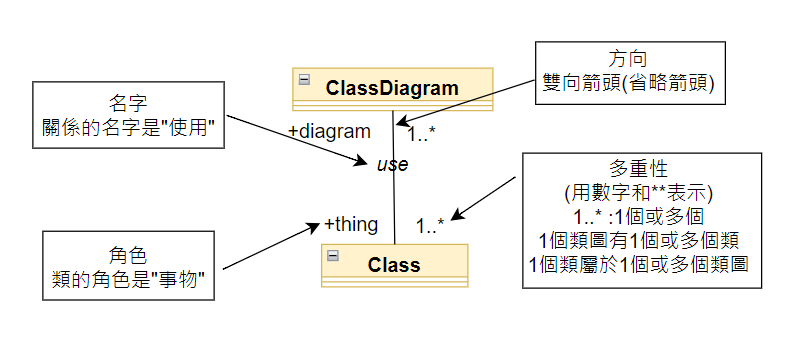 方向
雙向箭頭(省略箭頭)
ClassDiagram
名字
關係的名字是"使用"
+diagram
1..*
use
多重性
(用數字和**表示)
1..* :1個或多個
1個類圖有1個或多個類
1個類屬於1個或多個類圖
+thing
1..*
角色
類的角色是"事物"
Class